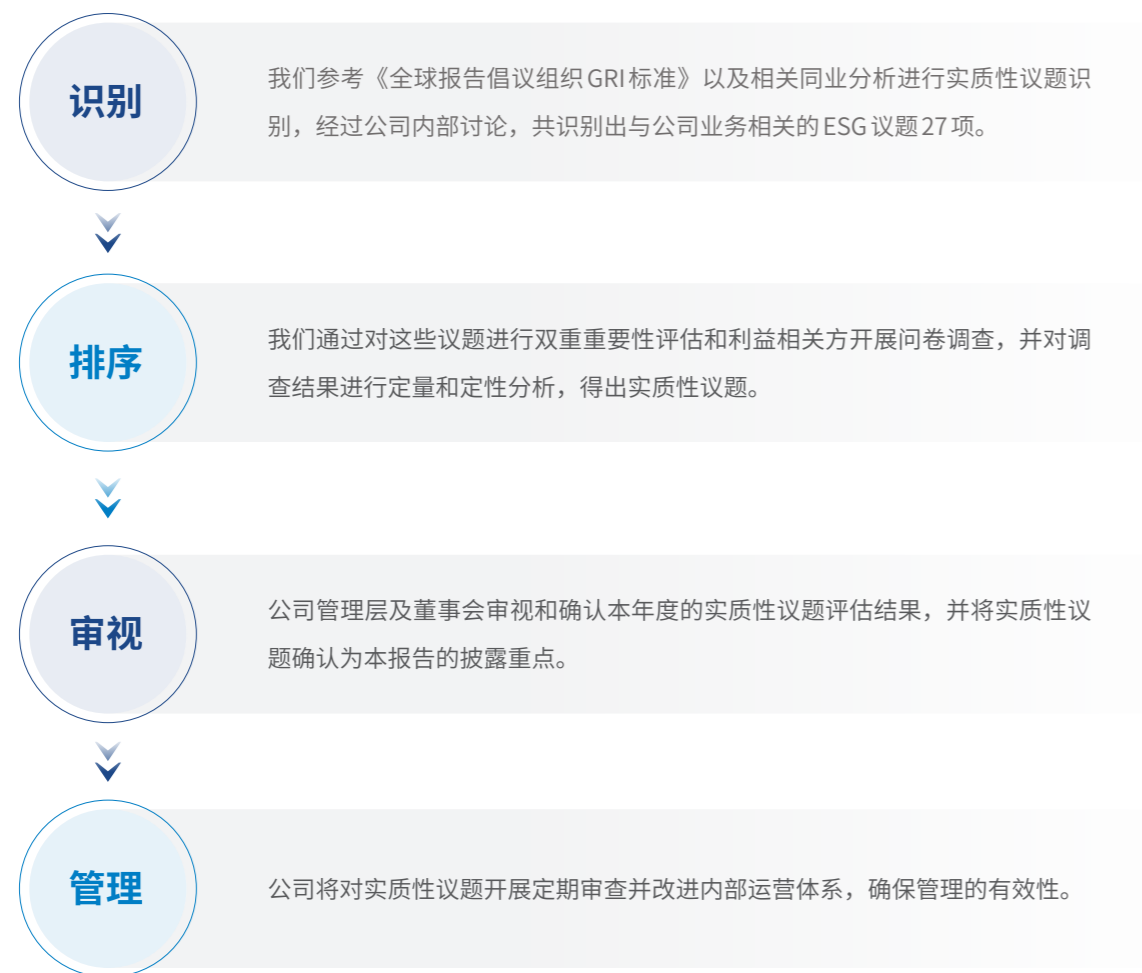 识别
我们参考《全球报告倡议组织GRI标准》以及相关同业分析进行实质性议题识
别，经过公司内部讨论，共识别出与公司业务相关的ESG议题27项。
排序
我们通过对这些议题进行双重重要性评估和利益相关方开展问卷调查，并对调
查结果进行定量和定性分析，得出实质性议题。
审视
公司管理层及董事会审视和确认本年度的实质性议题评估结果，并将实质性议
题确认为本报告的披露重点。
管理
公司将对实质性议题开展定期审查并改进内部运营体系，确保管理的有效性。